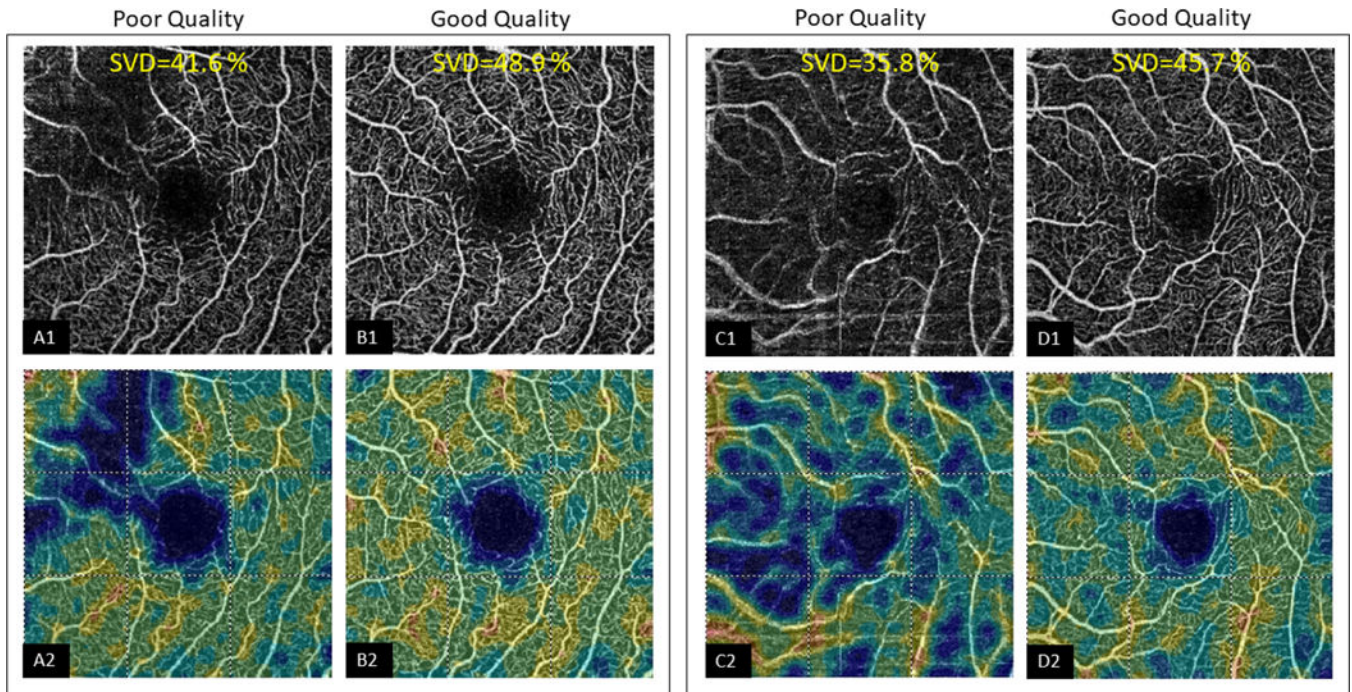 Poor Quality
Good Quality
Poor Quality
Good Quality
SVD=41.6 %
SVD=48.9 %
SVD=35.8 %
SVD=45.7 %
A1
B1
C1
D1
A2
B2
C2
D2